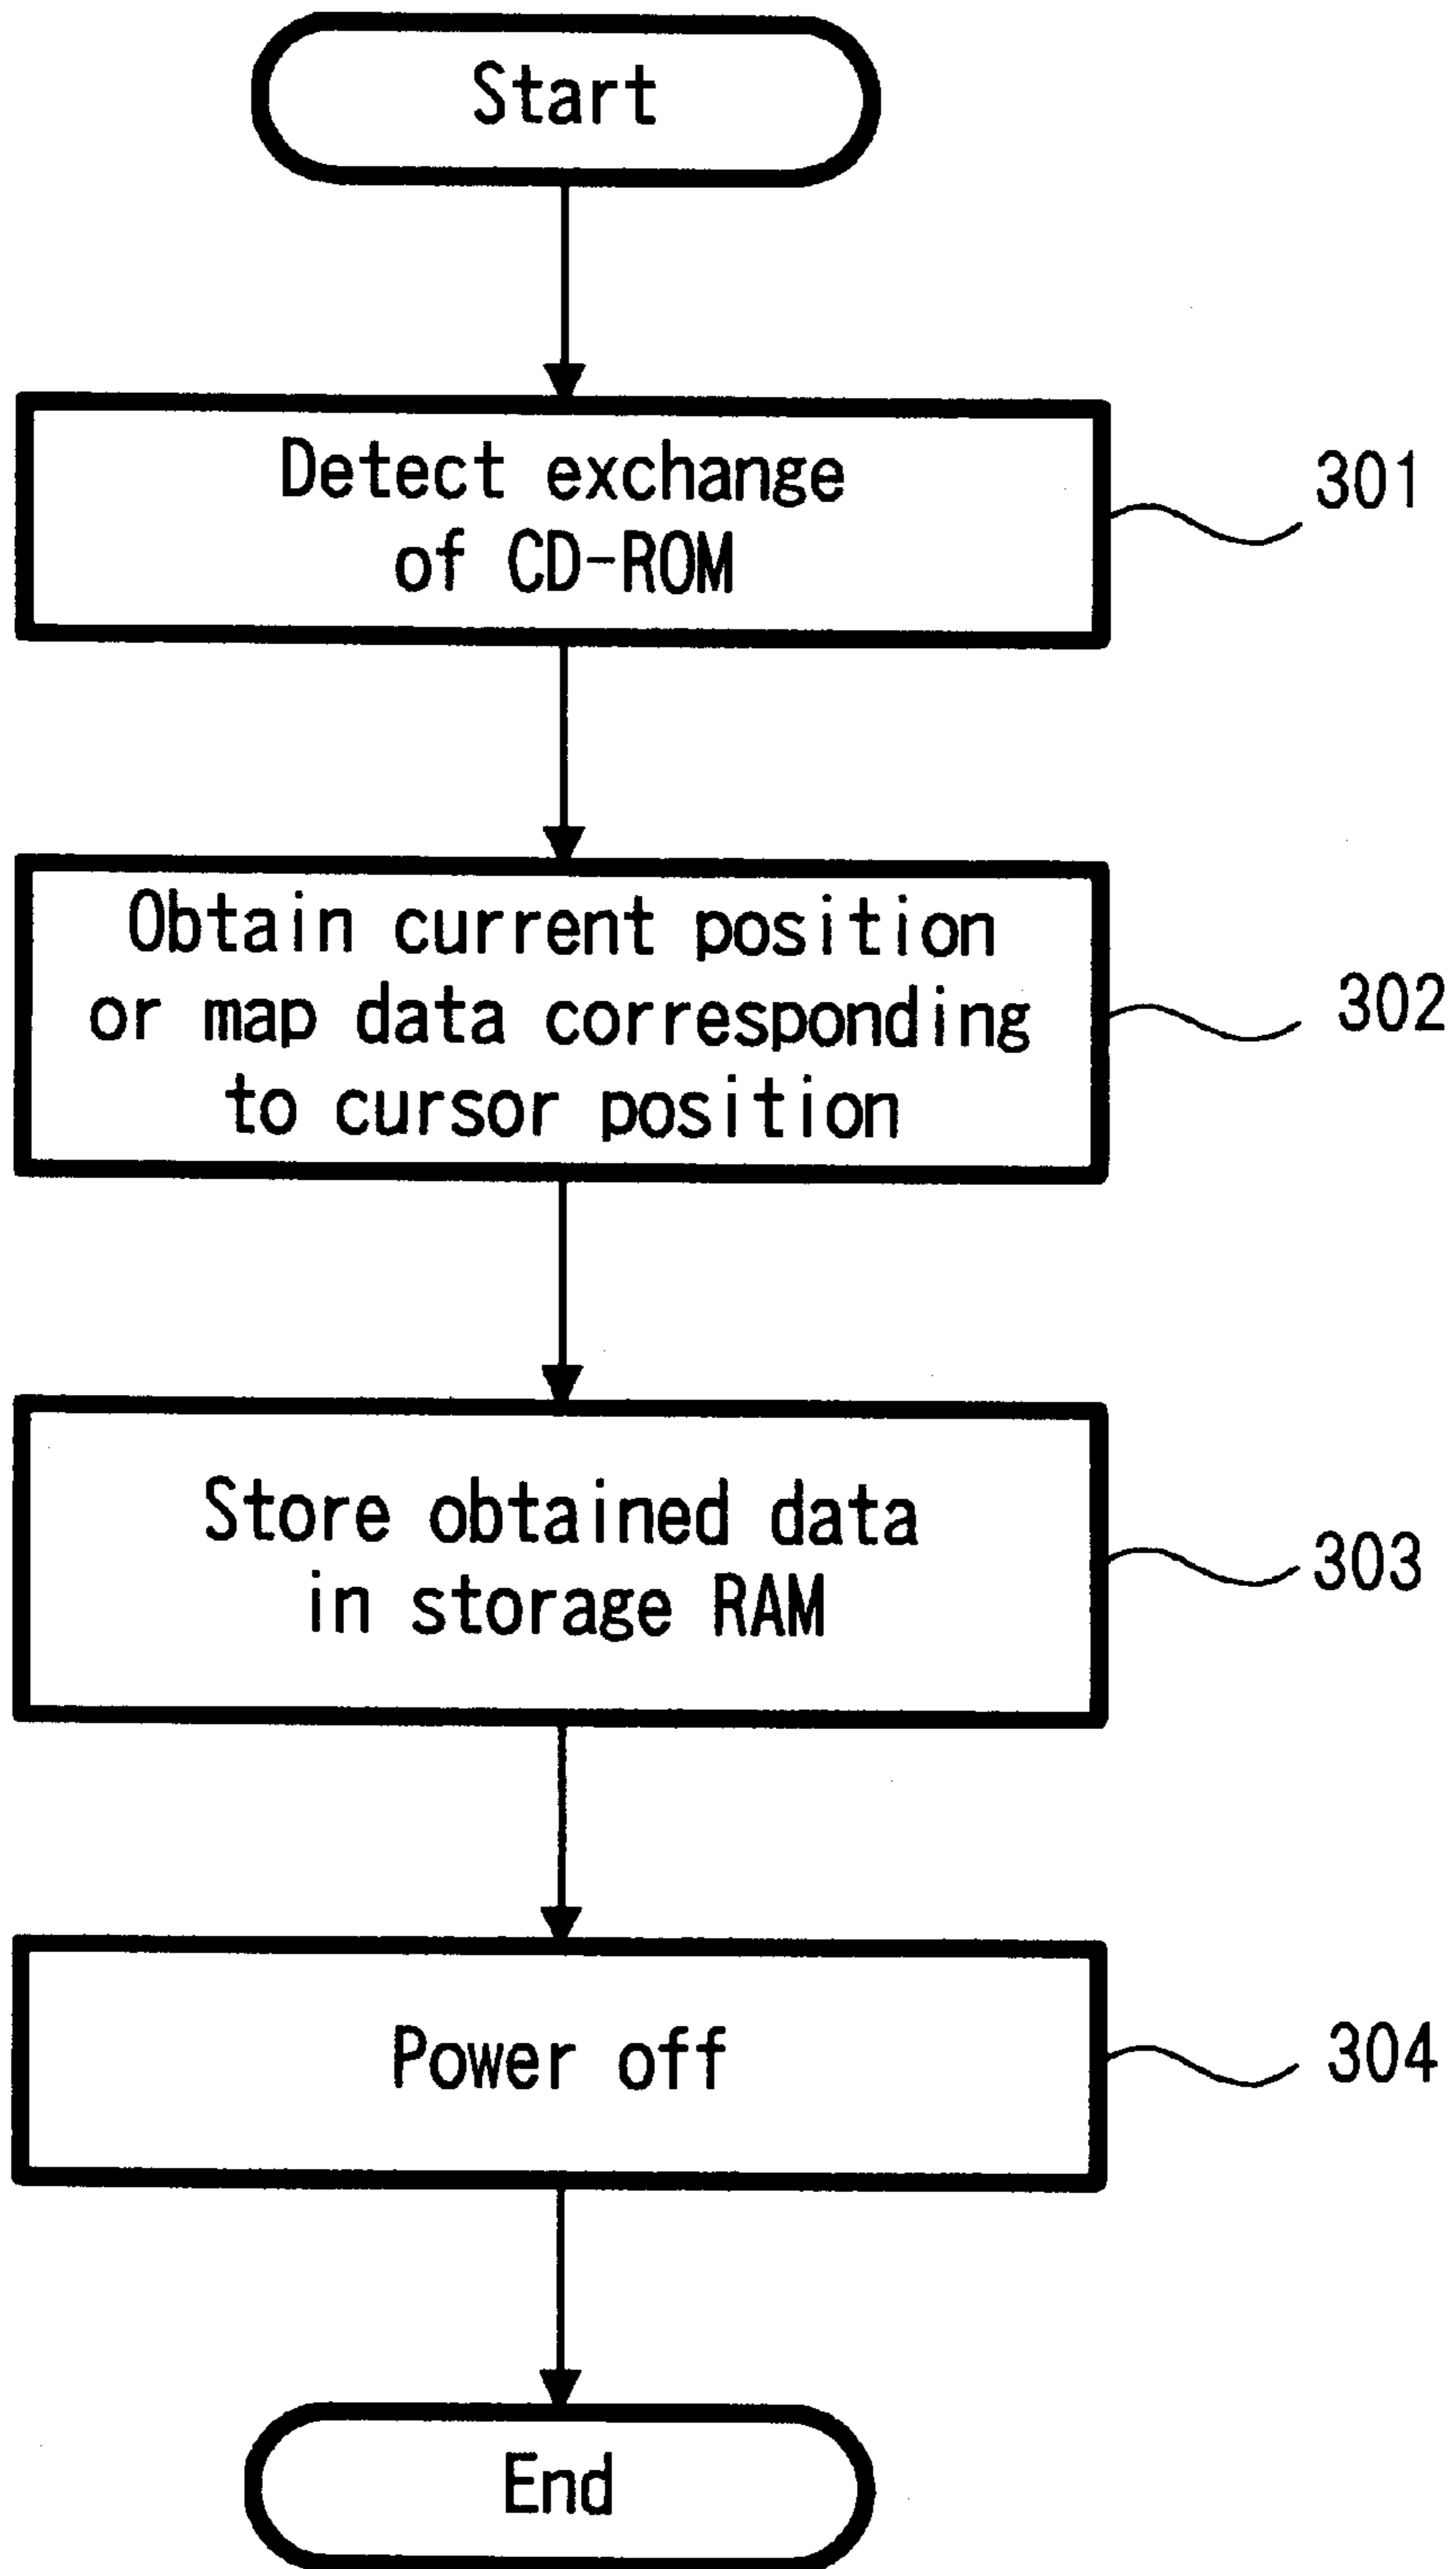 Start
Detect exchange
of CD-ROM
301
Obtain current position
or map data corresponding
to cursor position
302
Store obtained data
in storage RAM
303
Power off
304
End